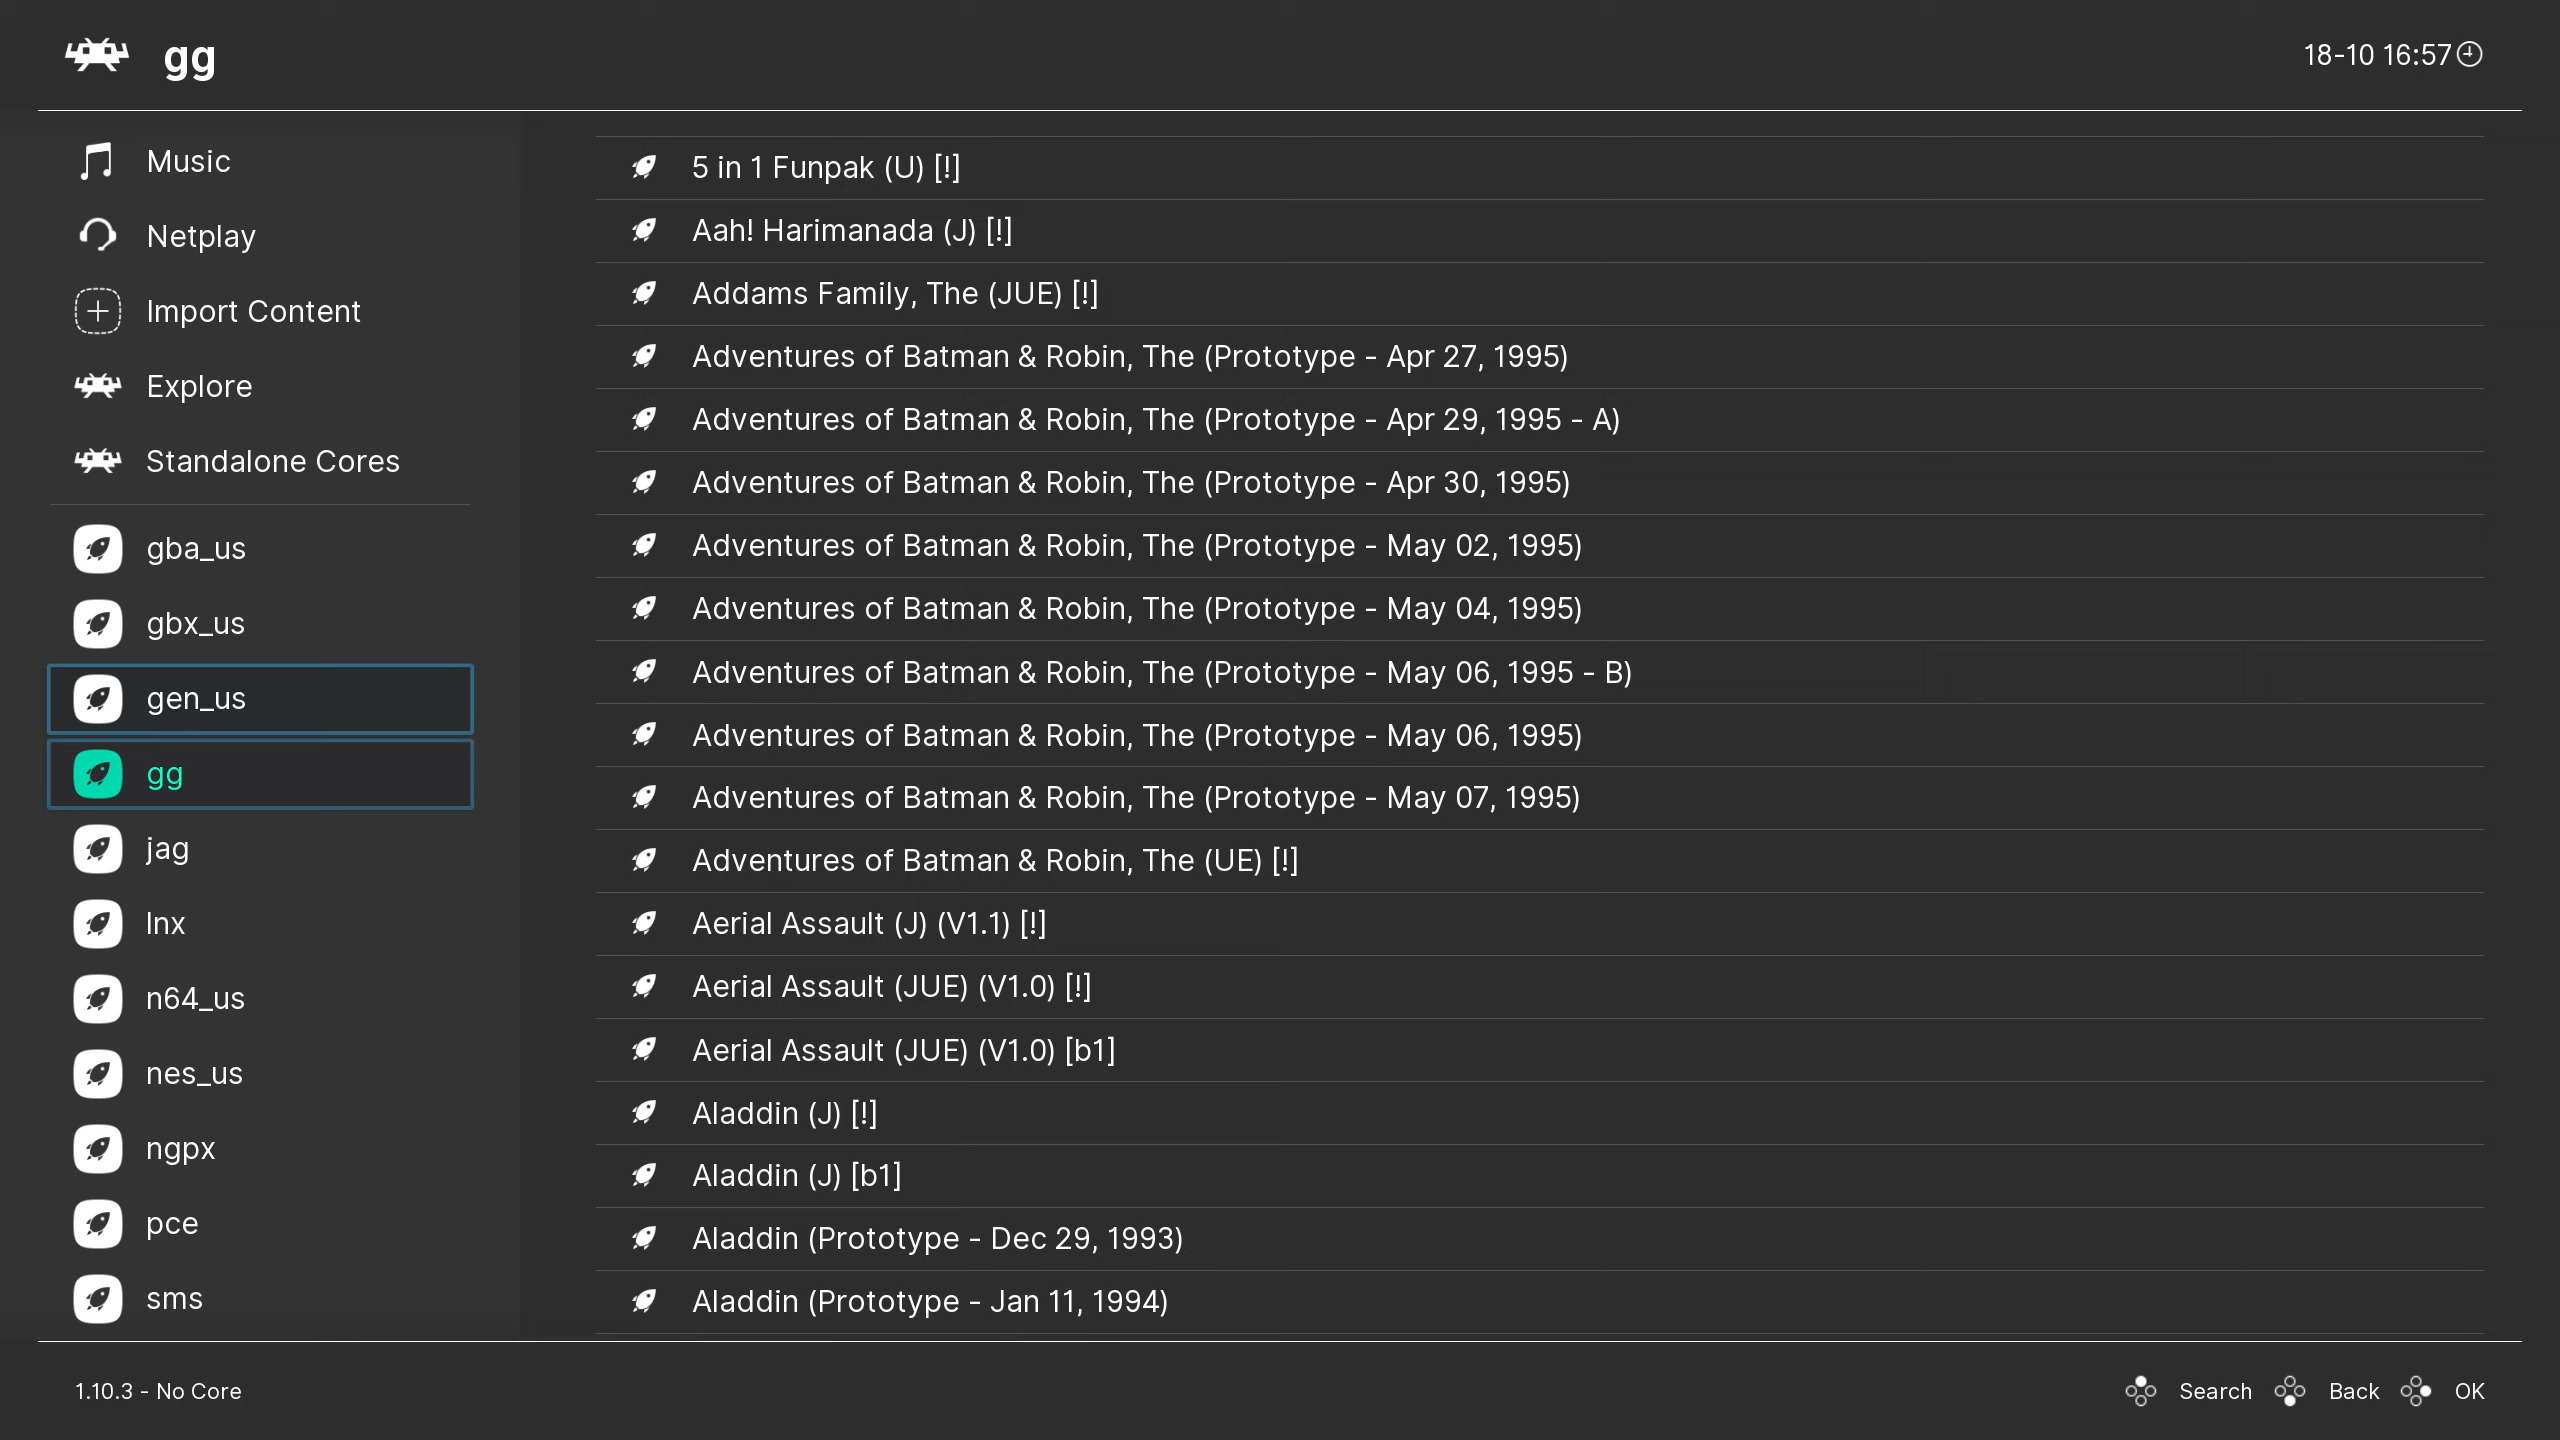 gg
18-10 16:57
Music
Netplay
Import Content
Explore
Standalone Cores
gba_us
gbx_us
gen_us
gg
jag
lnx
n64_us
nes_us
ngpx
pce
sms
5 in 1 Funpak (U) [!]
Aah! Harimanada (J) [!]
Addams Family, The (JUE) [!]
Adventures of Batman & Robin, The (Prototype - Apr 27, 1995)
Adventures of Batman & Robin, The (Prototype - Apr 29, 1995 - A)
Adventures of Batman & Robin, The (Prototype - Apr 30, 1995)
Adventures of Batman & Robin, The (Prototype - May 02, 1995)
Adventures of Batman & Robin, The (Prototype - May 04, 1995)
Adventures of Batman & Robin, The (Prototype - May 06, 1995 - B)
Adventures of Batman & Robin, The (Prototype - May 06, 1995)
Adventures of Batman & Robin, The (Prototype - May 07, 1995)
Adventures of Batman & Robin, The (UE) [!]
Aerial Assault (J) (V1.1) [!]
Aerial Assault (JUE) (V1.0) [!]
Aerial Assault (JUE) (V1.0) [b1]
Aladdin (J) [!]
Aladdin (J) [b1]
Aladdin (Prototype - Dec 29, 1993)
Aladdin (Prototype - Jan 11, 1994)
1.10.3 - No Core
Search Back OK